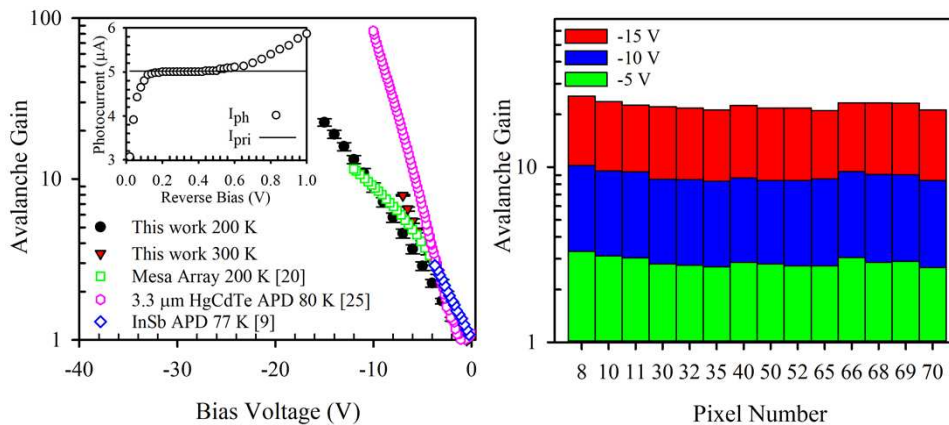 100
10
1
Avalanche Gain
-40
-30
-20
-10
0
Bias Voltage (V)
6
5
4
3
Photocurrent (µA)
0.0
0.2
0.4
0.6
0.8
1.0
Reverse Bias (V)
Iph
Ipri
This work 200 K
This work 300 K
Mesa Array 200 K [20]
3.3 µm HgCdTe APD 80 K [25]
InSb APD 77 K [9]
-15 V
-10 V
-5 V
Avalanche Gain
10
1
8 10 11 30 32 35 40 50 52 65 66 68 69 70
Pixel Number